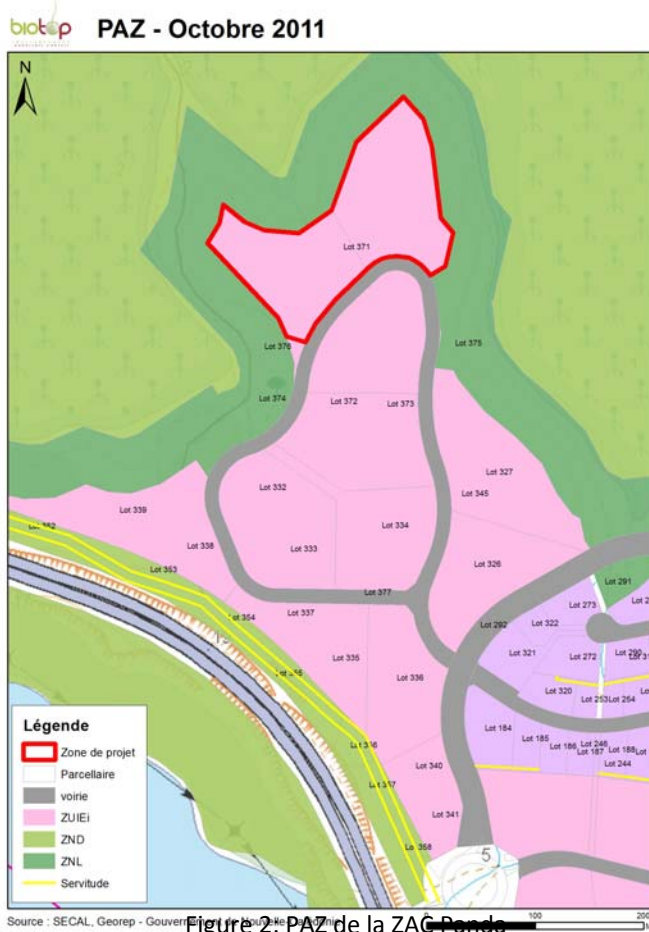 biotop
PAZ - Octobre 2011
N
Lot 371
Lot 376
Lot 375
Lot 374
Lot 372
Lot 373
Lot 327
Lot 332
Lot 345
Lot 339
Lot 334
Lot 338
Lot 333
Lot 326
Lot 353
Lot 377
Lot 291
Lot 273
Lot 354
Lot 337
Lot 292
Lot 322
Lot 335
Lot 321
Lot 272
Lot 290
Lot 336
Lot 320
Lot 253
Lot 254
Lot 184
Lot 185
Lot 186
Lot 246
Lot 187
Lot 188
Lot 244
Lot 340
Lot 341
Lot 358
5
Légende
Zone de projet
Parcellaire
voirie
ZUIEi
ZND
ZNL
Servitude
0 100 200
Source : SECAL, Georep - Gouvernement de Nouvelle-Calédonie
Figure 2: PAZ de la ZAC Panda